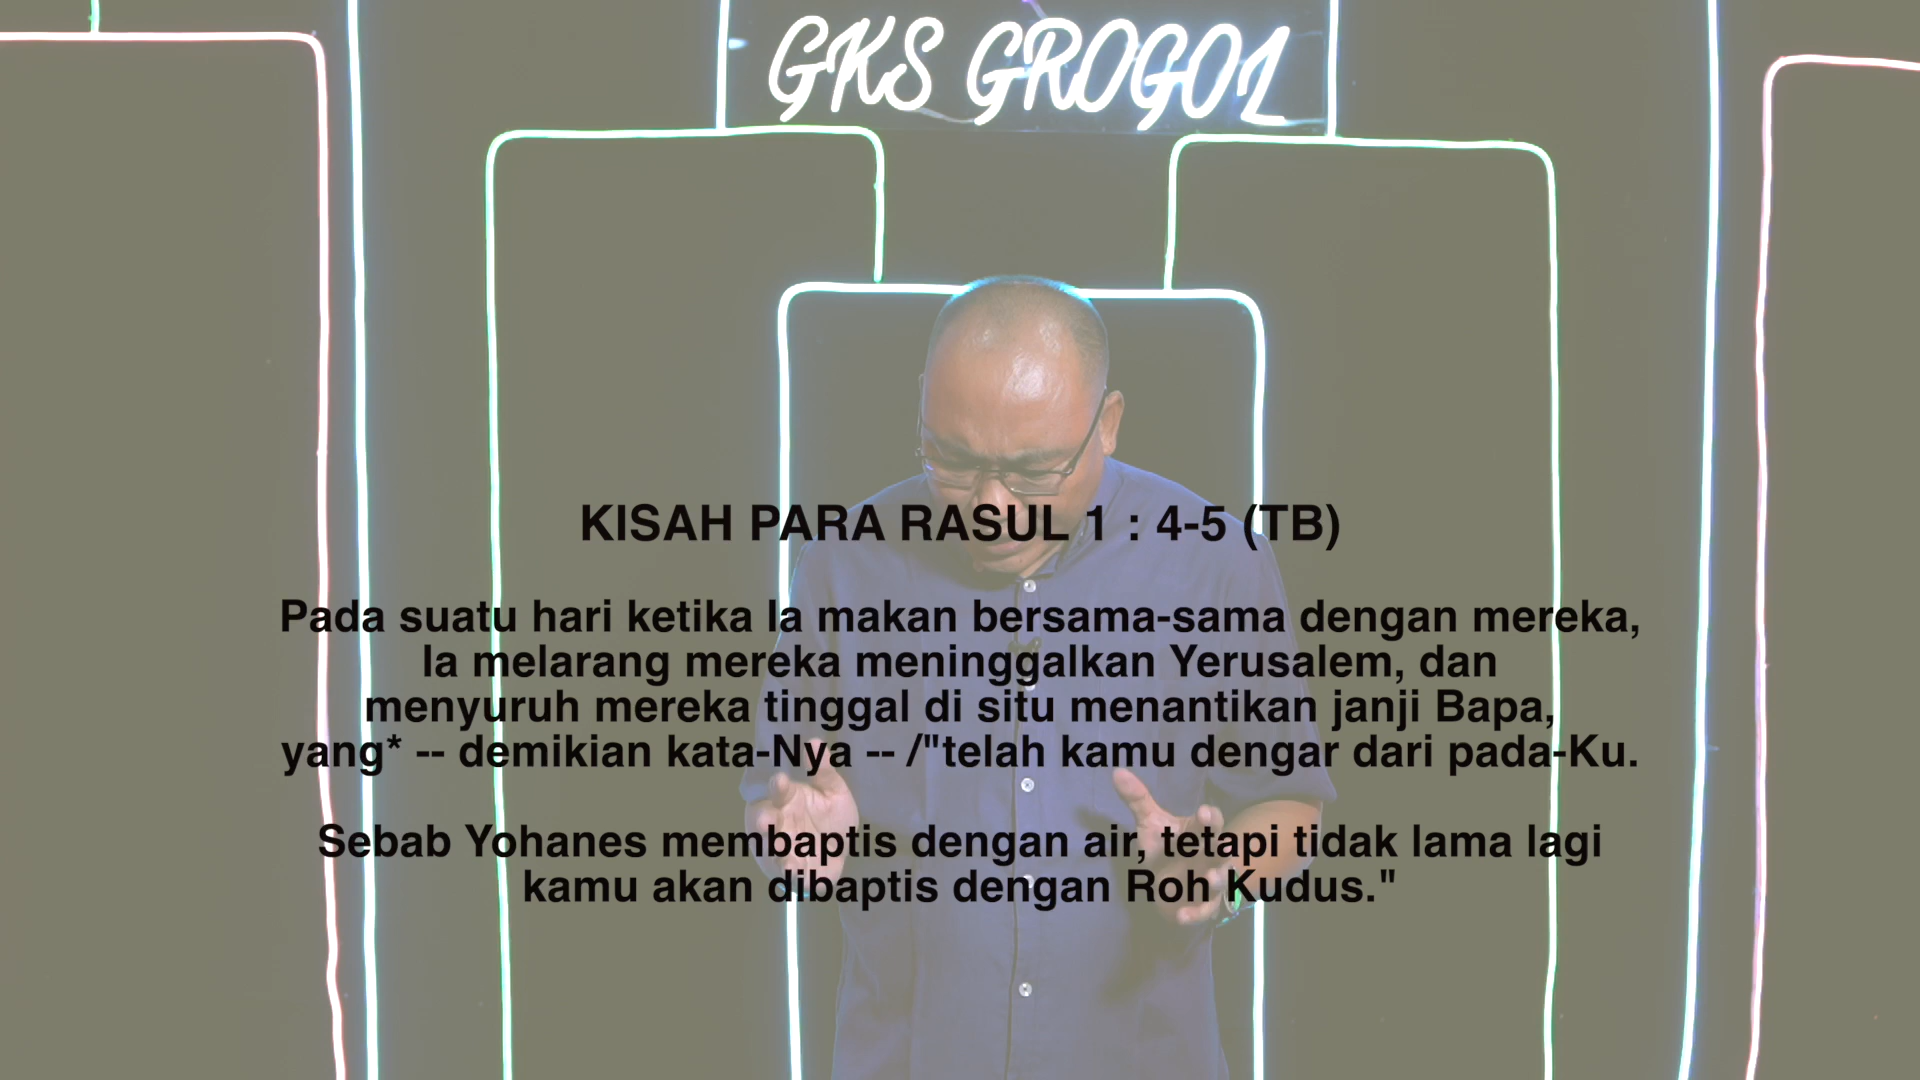 GKS GROGOL
KISAH PARA RASUL 1 : 4-5 (TB)
Pada suatu hari ketika Ia makan bersama-sama dengan mereka,
Ia melarang mereka meninggalkan Yerusalem, dan
menyuruh mereka tinggal di situ menantikan janji Bapa,
yang* -- demikian kata-Nya -- /"telah kamu dengar dari pada-Ku.
Sebab Yohanes membaptis dengan air, tetapi tidak lama lagi
kamu akan dibaptis dengan Roh Kudus."